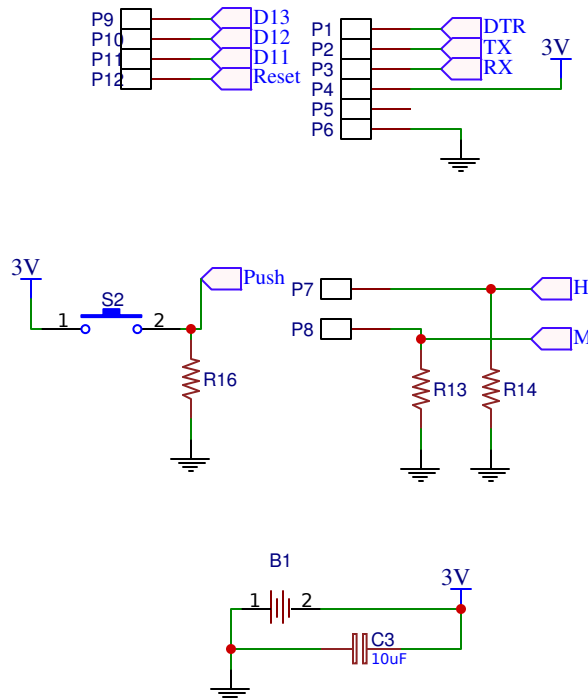 P9 D13
P10 D12
P11 D11
P12 Reset
P1 DTR
P2 TX
P3 RX
P4 3V
P5
P6
3V S2 Push
1 2
R16
P7 H
P8 M
R13 R14
B1
1 2 3V
C3
10uF